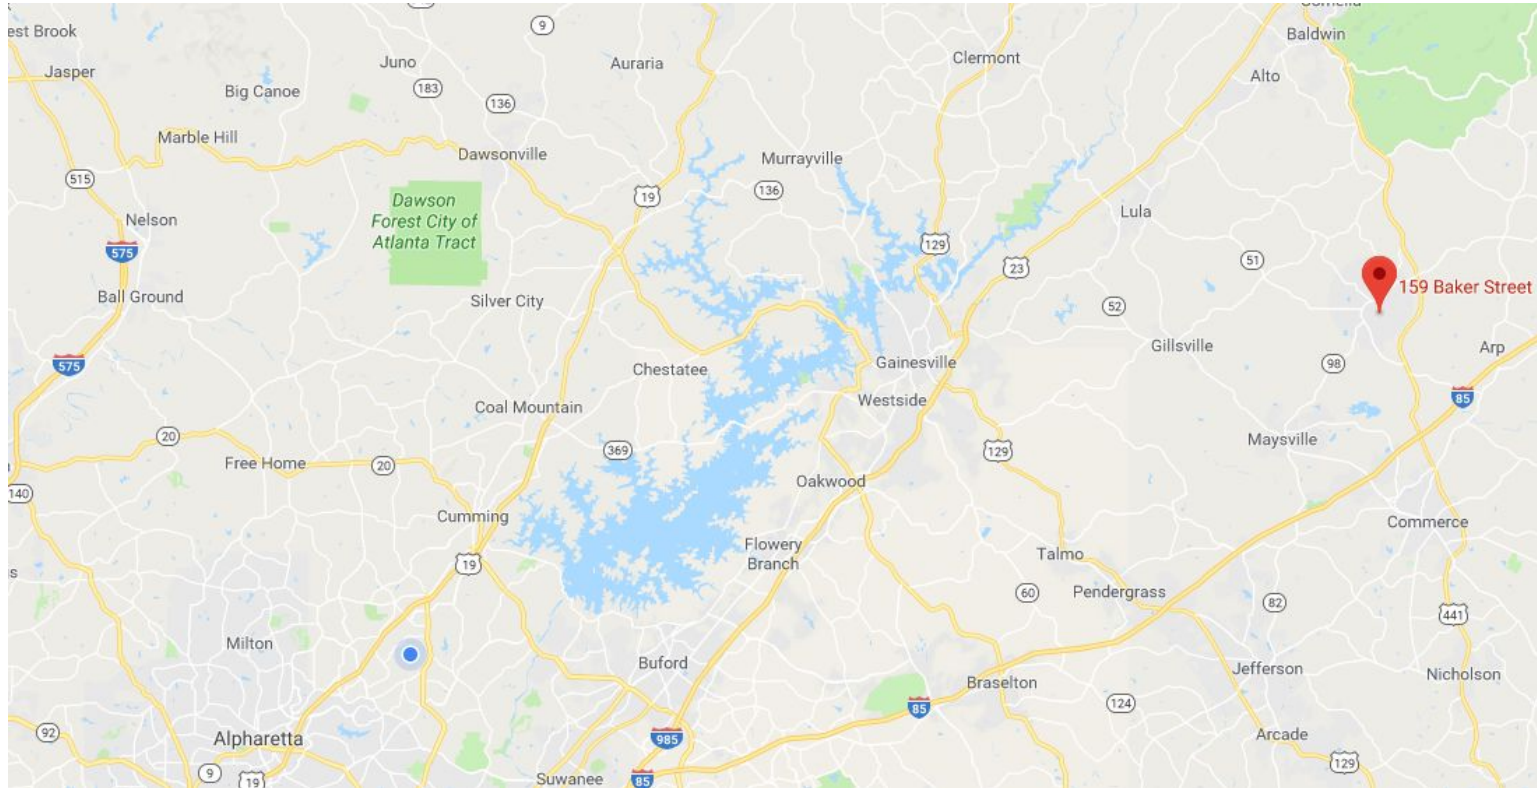 9
est Brook
Baldwin
Juno
Auraria
Clermont
Jasper
Alto
183
Big Canoe
136
Marble Hill
Dawsonville
Murrayville
515
136
19
Dawson
Forest City of
Atlanta Tract
Lula
Nelson
129
575
51
23
159 Baker Street
Ball Ground
Silver City
52
Gillsville
Arp
575
Chestatee
Gainesville
98
85
Westside
Coal Mountain
20
369
129
Maysville
Free Home
20
Oakwood
140
Cumming
Commerce
Flowery
Branch
Talmo
19
s
60
Pendergrass
82
441
Milton
Buford
Jefferson
Nicholson
Braselton
85
124
92
Alpharetta
985
Arcade
9
19
Suwanee
85
129